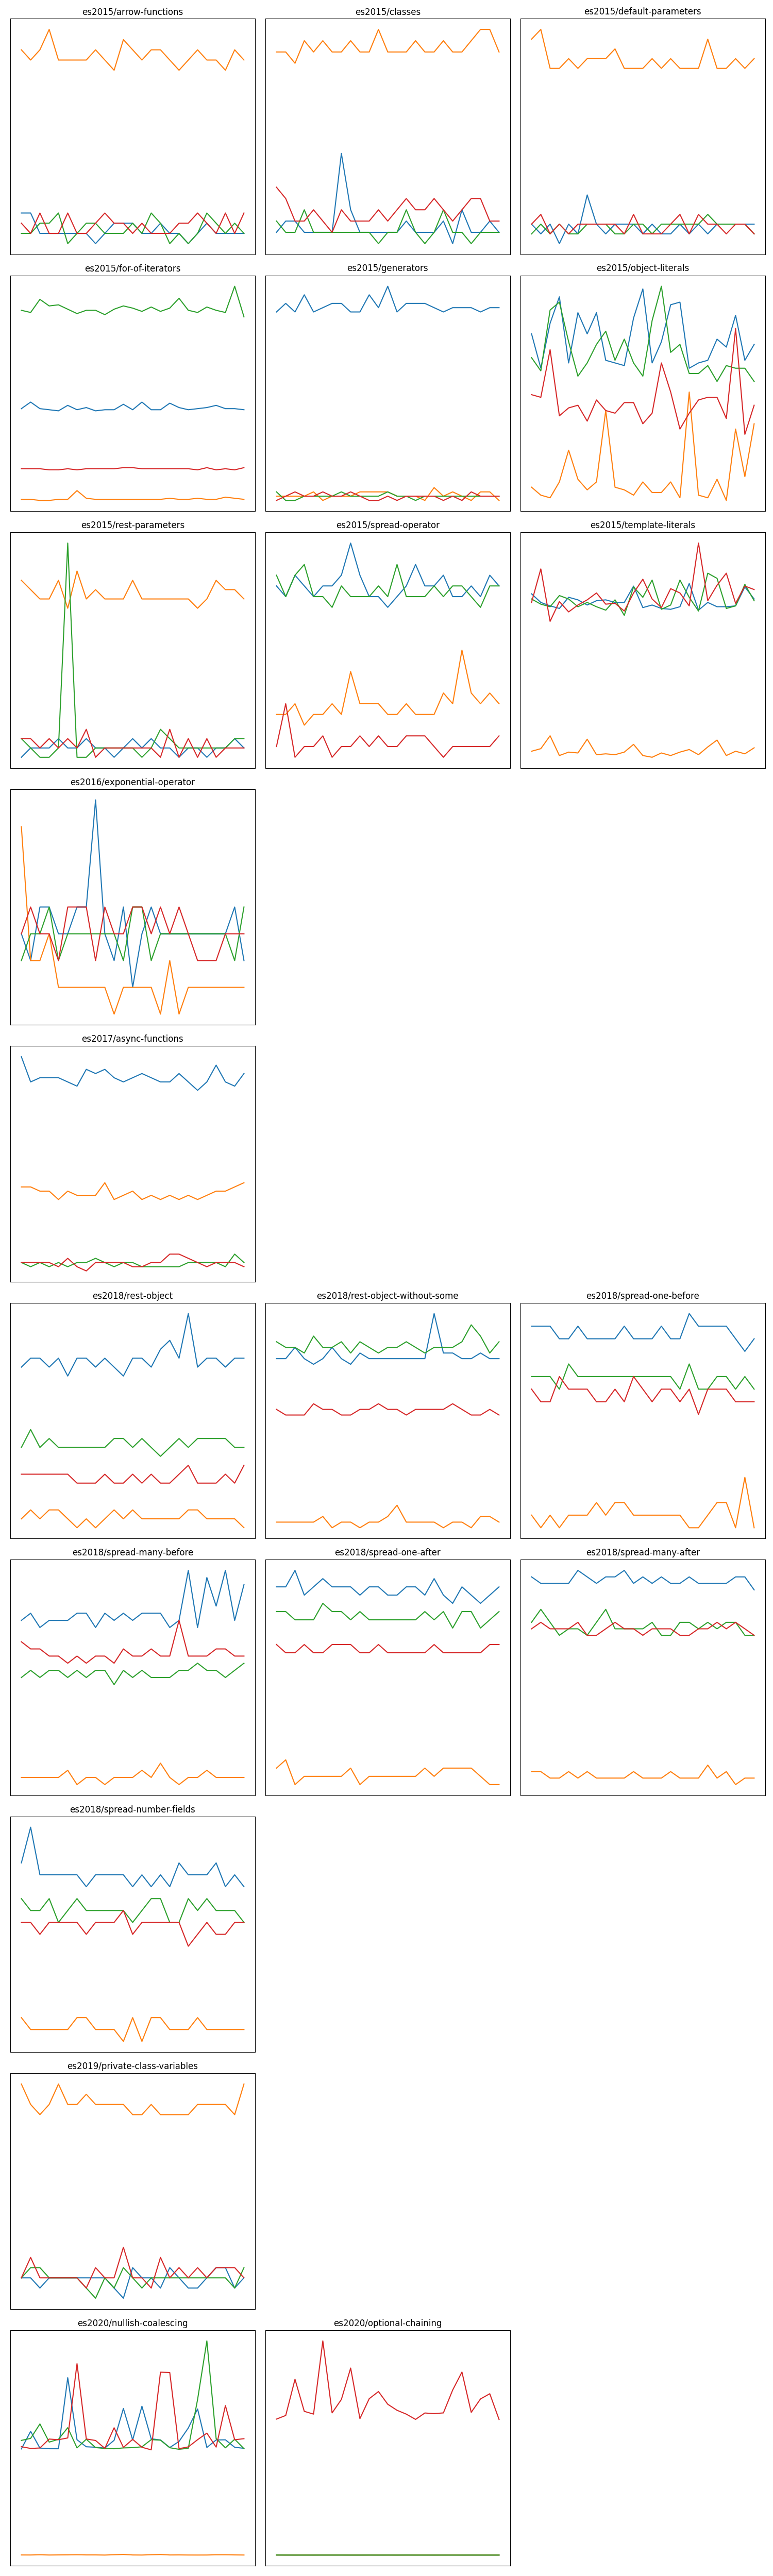 es2015/arrow-functions
es2015/classes
es2015/default-parameters
es2015/for-of-iterators
es2015/generators
es2015/object-literals
es2015/rest-parameters
es2015/spread-operator
es2015/template-literals
es2016/exponential-operator
es2017/async-functions
es2018/rest-object
es2018/rest-object-without-some
es2018/spread-one-before
es2018/spread-many-before
es2018/spread-one-after
es2018/spread-many-after
es2018/spread-number-fields
es2019/private-class-variables
es2020/nullish-coalescing
es2020/optional-chaining